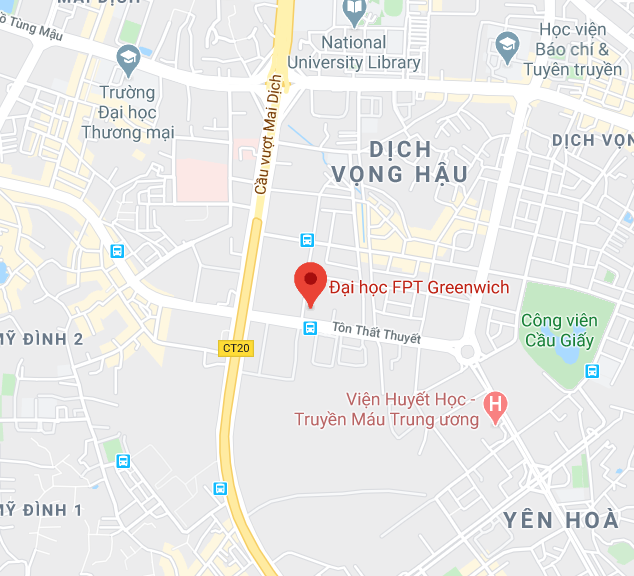 Tùng Mậu
MAI DỊCH
National
University Library
Học viện
Báo chí &
Tuyên truyền
Trường
Đại học
Thương mại
Cầu vượt Mai Dịch
DỊCH
VỌNG HẬU
DỊCH VỌN
Đại học FPT Greenwich
Tôn Thất Thuyết
Công viên
Cầu Giấy
MỸ ĐÌNH 2
CT20
Viện Huyết Học -
Truyền Máu Trung ương
H
MỸ ĐÌNH 1
YÊN HOÀ